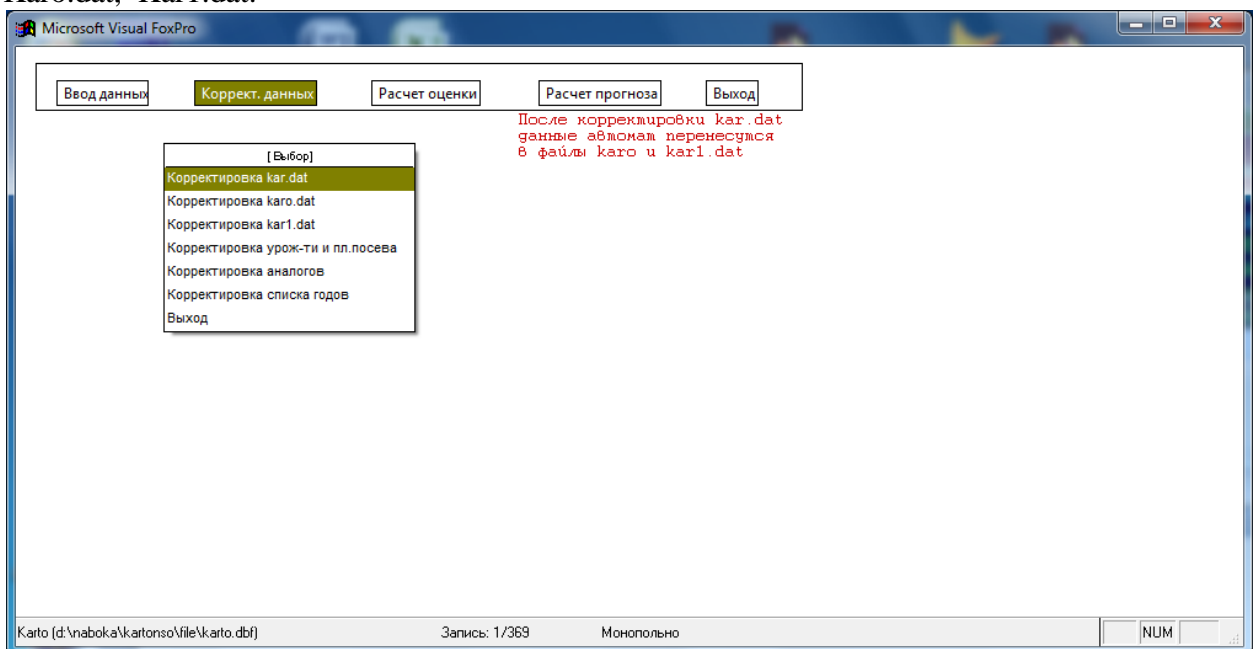 Karo.dat, Kar1.dat.
Microsoft Visual FoxPro
Ввод данных Коррект. данных Расчет оценки Расчет прогноза Выход
После корректировки kar.dat
данные автомат перенесутся
в файлы karo и kar1.dat
[Выбор]
Корректировка kar.dat
Корректировка karo.dat
Корректировка kar1.dat
Корректировка урож-ти и пл.посева
Корректировка аналогов
Корректировка списка годов
Выход
Karto (d:\naboka\kartonso\file\karto.dbf) Запись: 1/369 Монопольно NUM